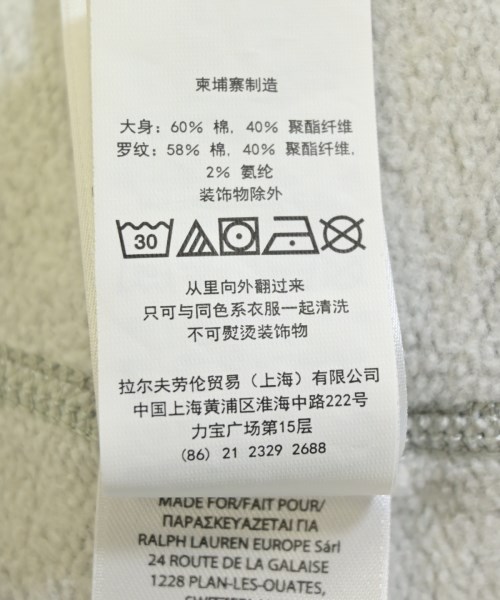 柬埔寨制造
大身: 60% 棉, 40% 聚酯纤维
罗纹: 58% 棉, 40% 聚酯纤维,
2% 氨纶
装饰物除外
30
从里向外翻过来
只可与同色系衣服一起清洗
不可熨烫装饰物
拉尔夫劳伦贸易（上海）有限公司
中国上海黄浦区淮海中路222号
力宝广场第15层
(86) 21 2329 2688
MADE FOR/FAIT POUR/
ΠΑΡΑΣΚΕΥΑΖΕΤΑΙ ΓΙΑ
RALPH LAUREN EUROPE Sárl
24 ROUTE DE LA GALAISE
1228 PLAN-LES-OUATES,